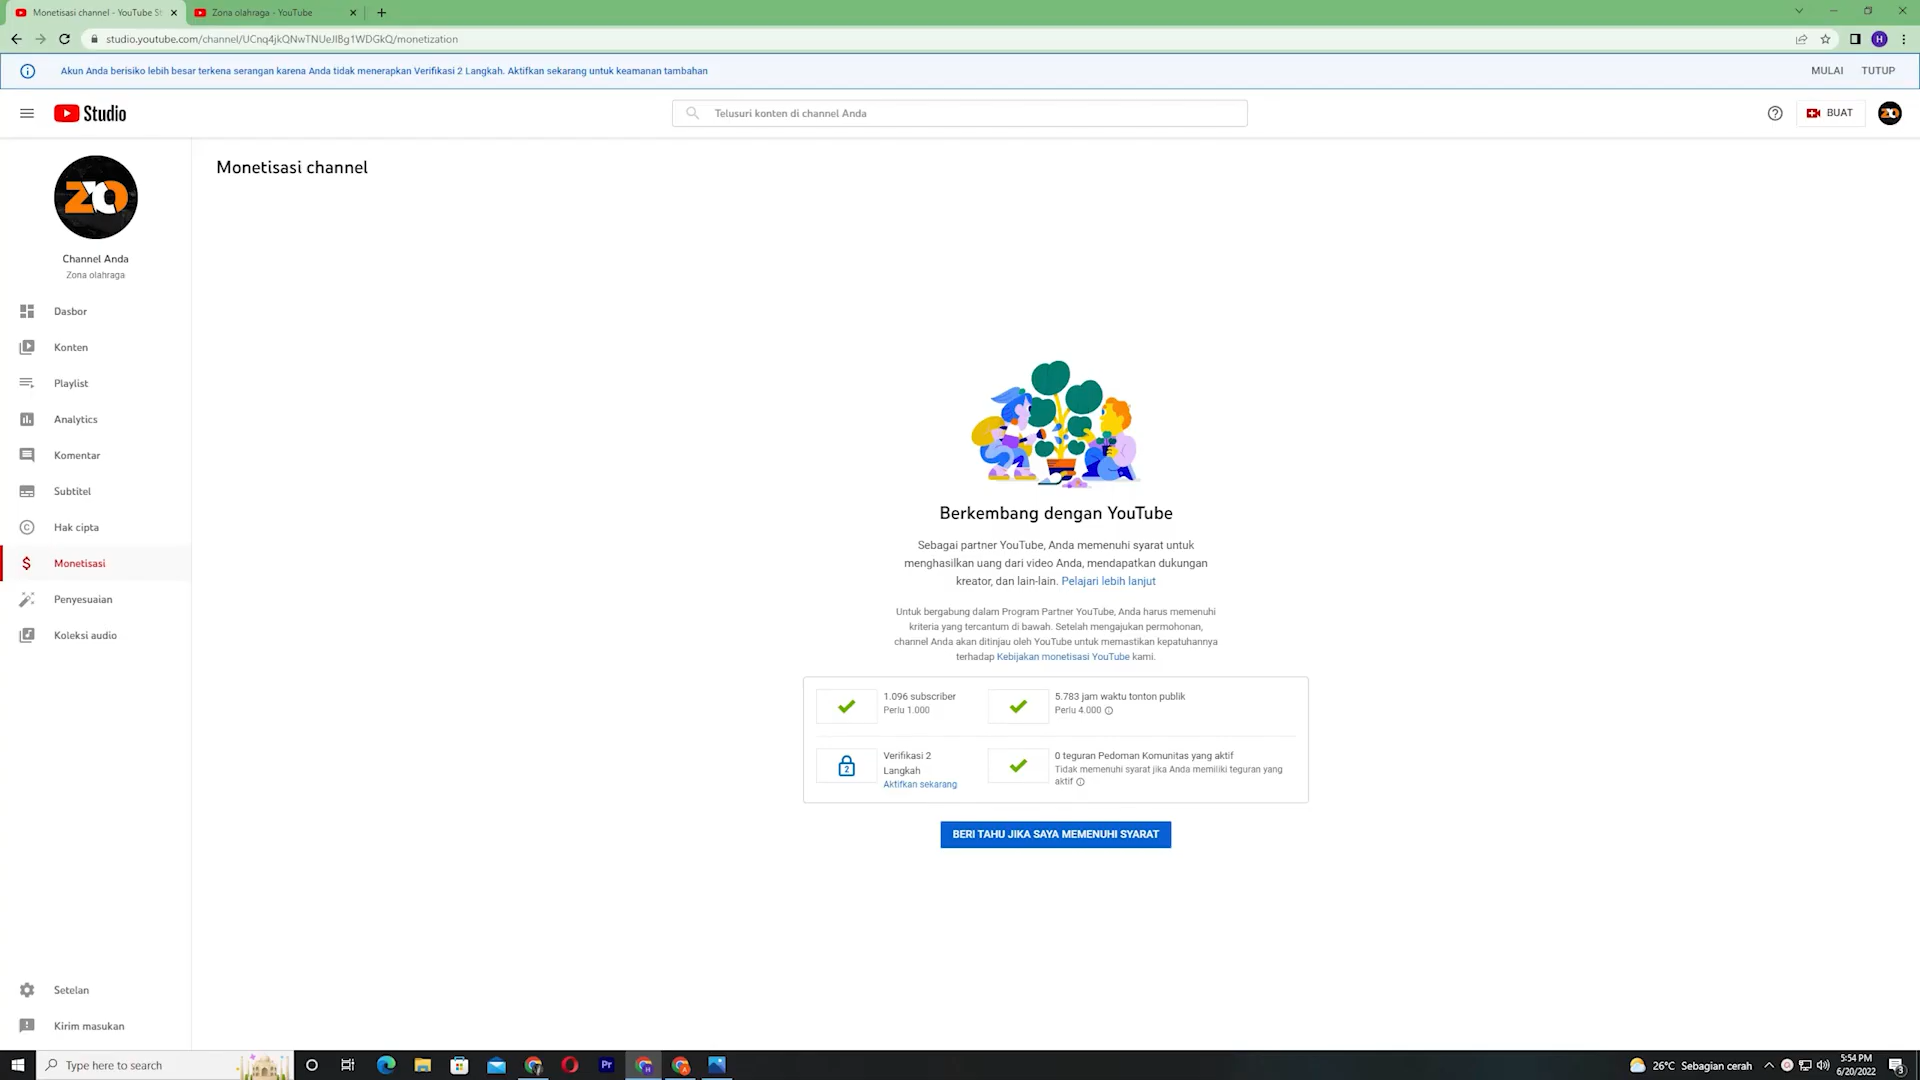 Monetisasi channel - YouTube St
Zona olahraga - YouTube
studio.youtube.com/channel/UCnq4jkQNwTNUeJIBg1WDGkQ/monetization
H
Akun Anda berisiko lebih besar terkena serangan karena Anda tidak menerapkan Verifikasi 2 Langkah. Aktifkan sekarang untuk keamanan tambahan
MULAI
TUTUP
Studio
Telusuri konten di channel Anda
BUAT
ZO
Monetisasi channel
ZO
Channel Anda
Zona olahraga
Dasbor
Konten
Playlist
Analytics
Komentar
Subtitel
Hak cipta
Monetisasi
Penyesuaian
Koleksi audio
Berkembang dengan YouTube
Sebagai partner YouTube, Anda memenuhi syarat untuk
menghasilkan uang dari video Anda, mendapatkan dukungan
kreator, dan lain-lain. Pelajari lebih lanjut
Untuk bergabung dalam Program Partner YouTube, Anda harus memenuhi
kriteria yang tercantum di bawah. Setelah mengajukan permohonan,
channel Anda akan ditinjau oleh YouTube untuk memastikan kepatuhannya
terhadap Kebijakan monetisasi YouTube kami.
1.096 subscriber
Perlu 1.000
5.783 jam waktu tonton publik
Perlu 4.000
2
Verifikasi 2
Langkah
Aktifkan sekarang
0 teguran Pedoman Komunitas yang aktif
Tidak memenuhi syarat jika Anda memiliki teguran yang
aktif
BERI TAHU JIKA SAYA MEMENUHI SYARAT
Setelan
Kirim masukan
Type here to search
Pr
26°C Sebagian cerah
5:54 PM
6/20/2022
3